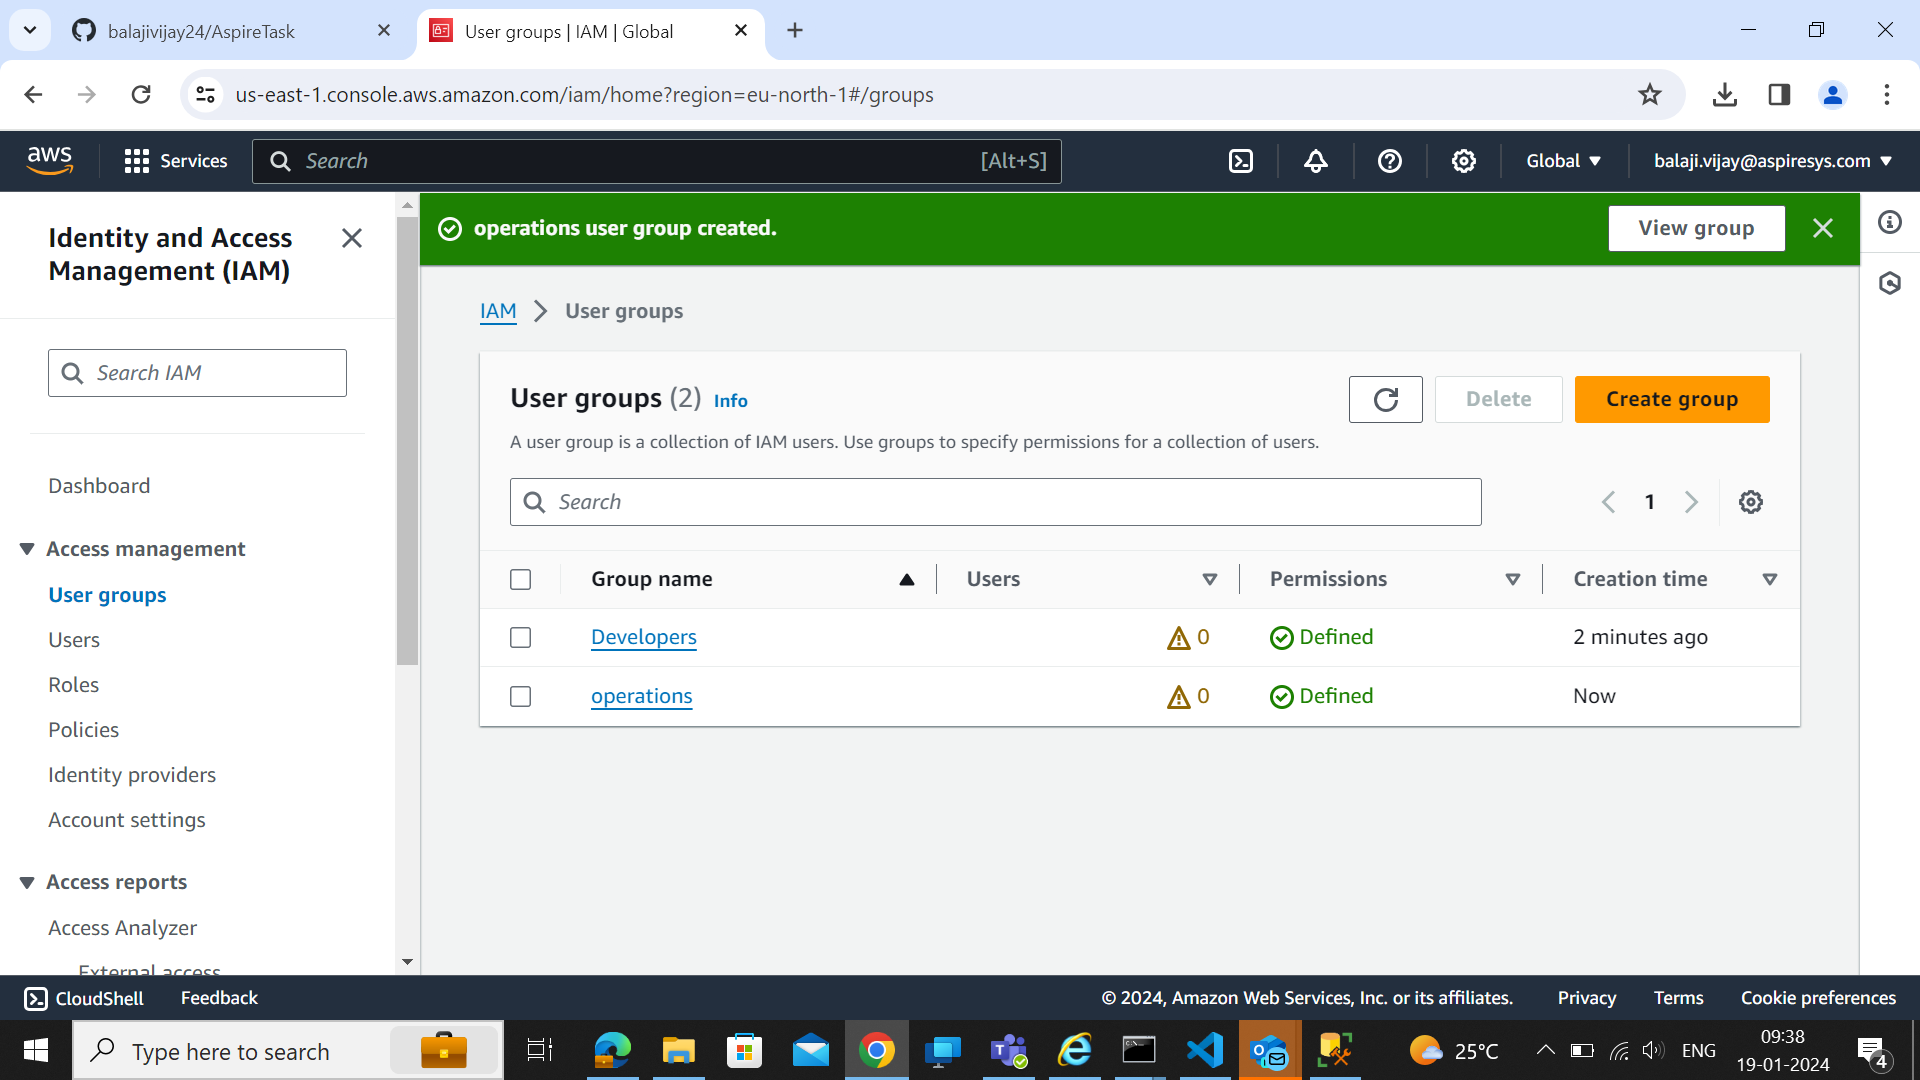 balajivijay24/AspireTask
User groups | IAM | Global
us-east-1.console.aws.amazon.com/iam/home?region=eu-north-1#/groups
aws
Services
Search
[Alt+S]
Global
balaji.vijay@aspiresys.com
Identity and Access
Management (IAM)
Search IAM
Dashboard
Access management
User groups
Users
Roles
Policies
Identity providers
Account settings
Access reports
Access Analyzer
External access
operations user group created.
View group
IAM
User groups
User groups (2) Info
Delete
Create group
A user group is a collection of IAM users. Use groups to specify permissions for a collection of users.
Search
1
Group name Users Permissions Creation time
Developers 0 Defined 2 minutes ago
operations 0 Defined Now
CloudShell Feedback
© 2024, Amazon Web Services, Inc. or its affiliates. Privacy Terms Cookie preferences
Type here to search
25°C
ENG
09:38
19-01-2024
4